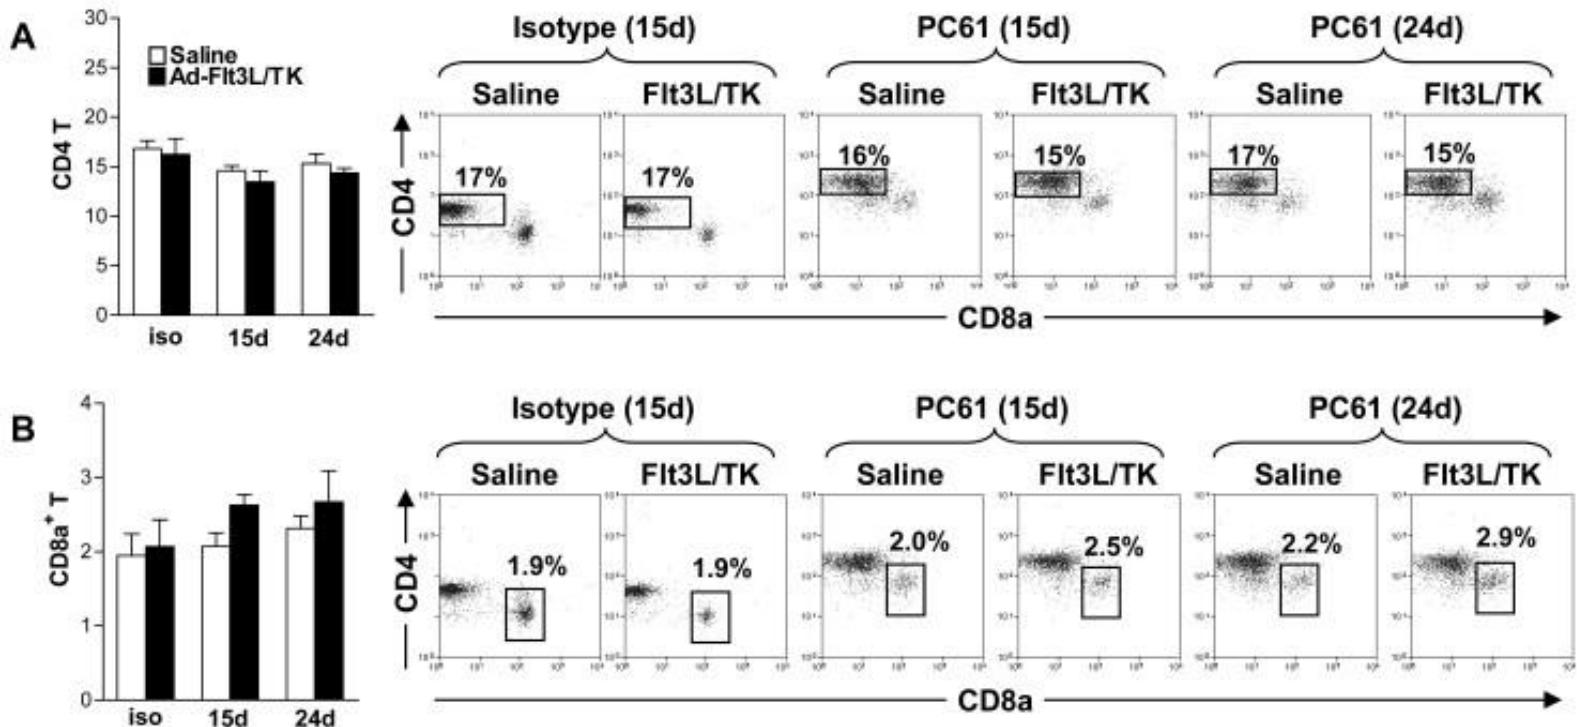 A
30
25
20
15
10
5
0
CD4 T
Saline
Ad-Flt3L/TK
iso 15d 24d
Isotype (15d) PC61 (15d) PC61 (24d)
Saline Flt3L/TK Saline Flt3L/TK Saline Flt3L/TK
17% 17% 16% 15% 17% 15%
CD4
CD8a
B
4
3
2
1
0
CD8a⁺ T
iso 15d 24d
Isotype (15d) PC61 (15d) PC61 (24d)
Saline Flt3L/TK Saline Flt3L/TK Saline Flt3L/TK
1.9% 1.9% 2.0% 2.5% 2.2% 2.9%
CD4
CD8a